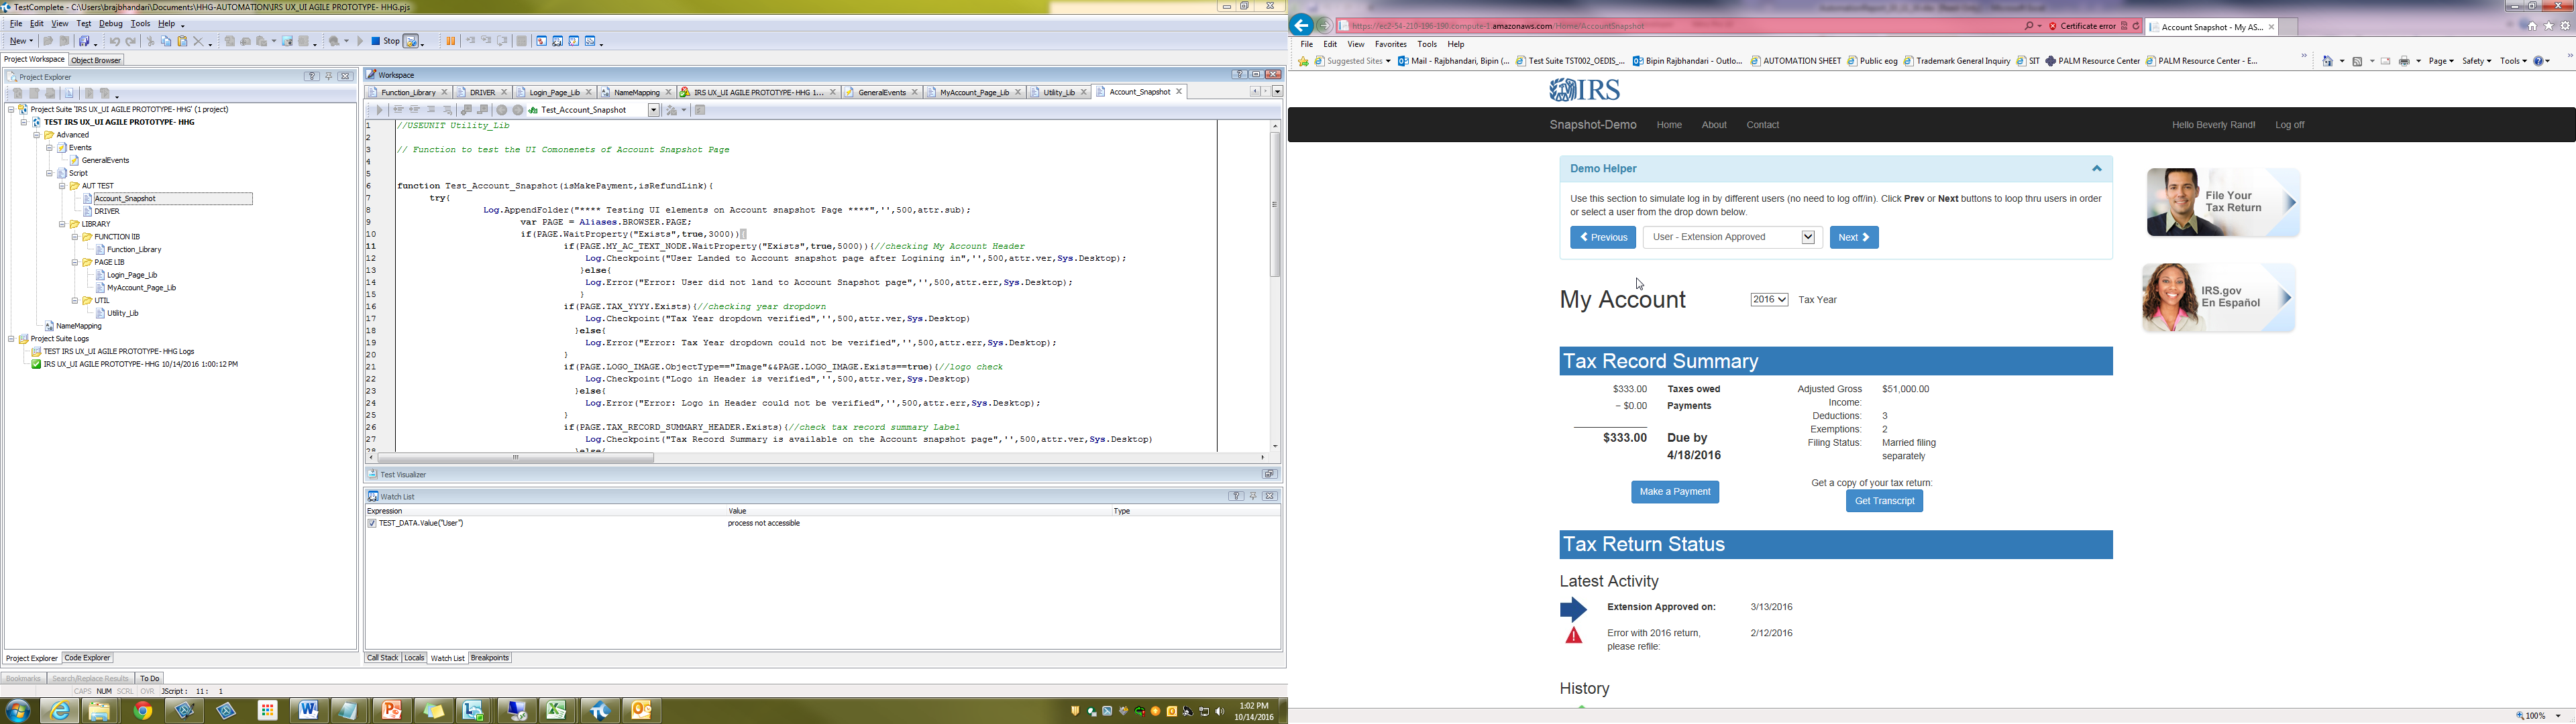 TestComplete - C:\Users\brajbhandari\Documents\HHG-AUTOMATION\IRS UX_UI AGILE PROTOTYPE- HHG.pjs
File Edit View Test Debug Tools Help
New
Stop
Project Workspace Object Browser
Project Explorer
Project Suite 'IRS UX_UI AGILE PROTOTYPE-HHG' (1 project)
TEST IRS UX_UI AGILE PROTOTYPE- HHG
Advanced
Events
GeneralEvents
Script
AUT TEST
Account_Snapshot
DRIVER
LIBRARY
FUNCTION lIB
Function_Library
PAGE LIB
Login_Page_Lib
MyAccount_Page_Lib
UTIL
Utility_Lib
NameMapping
Project Suite Logs
TEST IRS UX_UI AGILE PROTOTYPE- HHG Logs
IRS UX_UI AGILE PROTOTYPE- HHG 10/14/2016 1:00:12 PM
Project Explorer Code Explorer
Bookmarks Search/Replace Results To Do
CAPS NUM SCRL OVR JScript: 11: 1
Workspace
Function_Library DRIVER Login_Page_Lib NameMapping IRS UX_UI AGILE PROTOTYPE- HHG 1... GeneralEvents MyAccount_Page_Lib Utility_Lib Account_Snapshot
Test_Account_Snapshot
1 //USEUNIT Utility_Lib
2
3 // Function to test the UI Comonenets of Account Snapshot Page
4
5
6 function Test_Account_Snapshot(isMakePayment,isRefundLink){
7 try{
8 Log.AppendFolder("**** Testing UI elements on Account snapshot Page ****",'',500,attr.sub);
9 var PAGE = Aliases.BROWSER.PAGE;
10 if(PAGE.WaitProperty("Exists",true,3000)){
11 if(PAGE.MY_AC_TEXT_NODE.WaitProperty("Exists",true,5000)){//checking My Account Header
12 Log.Checkpoint("User Landed to Account snapshot page after Logining in",'',500,attr.ver,Sys.Desktop);
13 }else{
14 Log.Error("Error: User did not land to Account Snapshot page",'',500,attr.err,Sys.Desktop);
15 }
16 if(PAGE.TAX_YYYY.Exists){//checking year dropdown
17 Log.Checkpoint("Tax Year dropdown verified",'',500,attr.ver,Sys.Desktop)
18 }else{
19 Log.Error("Error: Tax Year dropdown could not be verified",'',500,attr.err,Sys.Desktop);
20 }
21 if(PAGE.LOGO_IMAGE.ObjectType=="Image"&&PAGE.LOGO_IMAGE.Exists==true){//logo check
22 Log.Checkpoint("Logo in Header is verified",'',500,attr.ver,Sys.Desktop)
23 }else{
24 Log.Error("Error: Logo in Header could not be verified",'',500,attr.err,Sys.Desktop);
25 }
26 if(PAGE.TAX_RECORD_SUMMARY_HEADER.Exists){//check tax record summary Label
27 Log.Checkpoint("Tax Record Summary is available on the Account snapshot page",'',500,attr.ver,Sys.Desktop)
28 }else{
Test Visualizer
Watch List
Expression Value Type
TEST_DATA.Value("User") process not accessible
Call Stack Locals Watch List Breakpoints
1:02 PM
10/14/2016
https://ec2-54-210-196-190.compute-1.amazonaws.com/Home/AccountSnapshot
Certificate error
Account Snapshot - My AS...
File Edit View Favorites Tools Help
Suggested Sites Mail - Rajbhandari, Bipin (... Test Suite TST002_OEDIS_... Bipin Rajbhandari - Outlo... AUTOMATION SHEET Public eog Trademark General Inquiry SIT PALM Resource Center PALM Resource Center - E...
Page Safety Tools
IRS
Snapshot-Demo Home About Contact Hello Beverly Rand! Log off
Demo Helper
Use this section to simulate log in by different users (no need to log off/in). Click Prev or Next buttons to loop thru users in order
or select a user from the drop down below.
Previous User - Extension Approved Next
File Your
Tax Return
IRS.gov
En Español
My Account 2016 Tax Year
Tax Record Summary
$333.00 Taxes owed Adjusted Gross $51,000.00
− $0.00 Payments Income:
Deductions: 3
Exemptions: 2
$333.00 Due by Filing Status: Married filing
4/18/2016 separately
Get a copy of your tax return:
Make a Payment Get Transcript
Tax Return Status
Latest Activity
Extension Approved on: 3/13/2016
Error with 2016 return, 2/12/2016
please refile:
History
100%